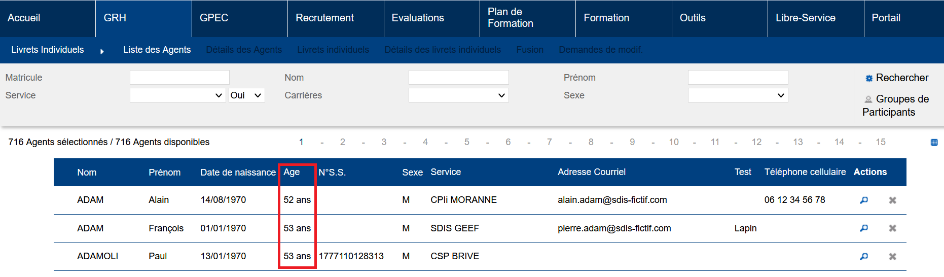 Accueil GRH GPEC Recrutement Evaluations Plan de Formation Formation Outils Libre-Service Portail
Livrets Individuels Liste des Agents Détails des Agents Livrets individuels Détails des livrets individuels Fusion Demandes de modif.
Matricule Nom Prénom Rechercher
Service Oui Carrières Sexe Groupes de Participants
716 Agents sélectionnés / 716 Agents disponibles 1 - 2 - 3 - 4 - 5 - 6 - 7 - 8 - 9 - 10 - 11 - 12 - 13 - 14 - 15
Nom Prénom Date de naissance Age N°S.S. Sexe Service Adresse Courriel Test Téléphone cellulaire Actions
ADAM Alain 14/08/1970 52 ans M CPIi MORANNE alain.adam@sdis-fictif.com 06 12 34 56 78
ADAM François 01/01/1970 53 ans M SDIS GEEF pierre.adam@sdis-fictif.com Lapin
ADAMOLI Paul 13/01/1970 53 ans 1777110128313 M CSP BRIVE